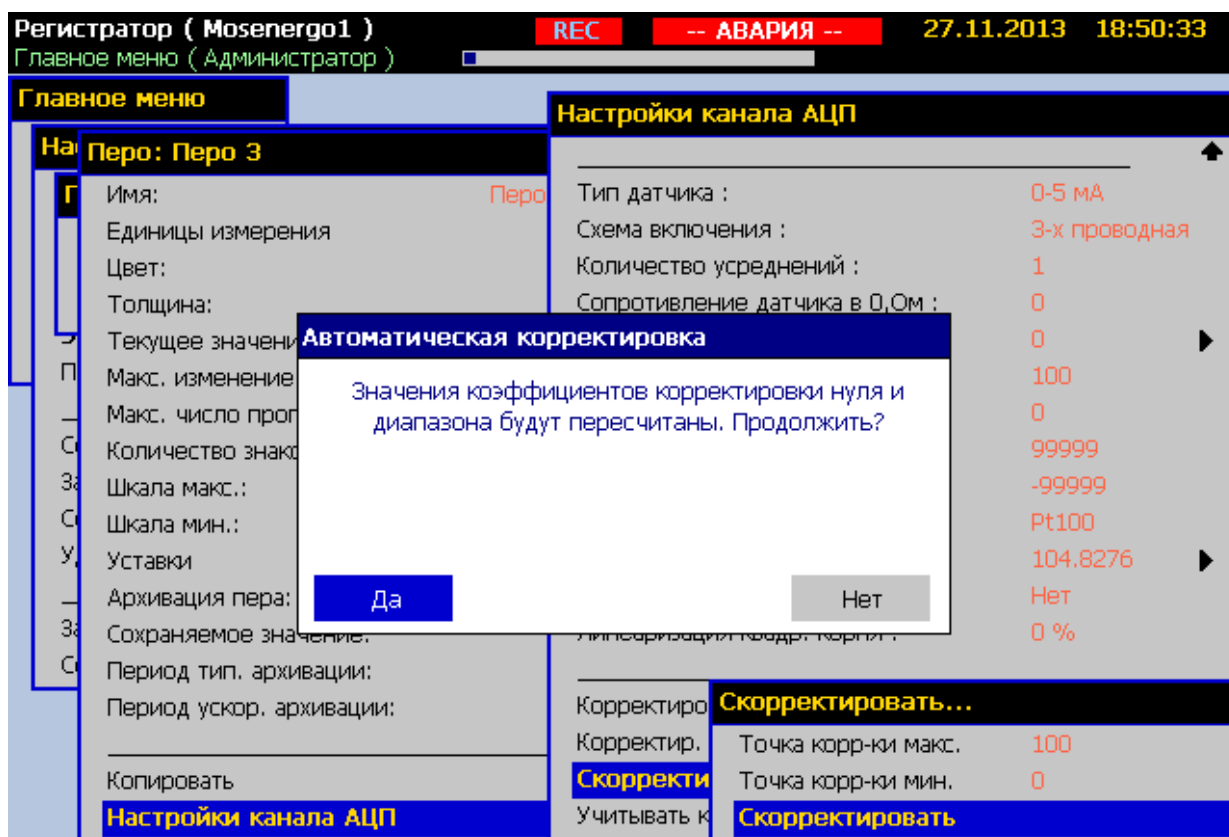 Регистратор ( Mosenergo1 )
REC
-- АВАРИЯ --
27.11.2013 18:50:33
Главное меню ( Администратор )
Главное меню
Перо: Перо 3
Имя:
Перо
Единицы измерения
Цвет:
Толщина:
Текущее
Макс. изменение
Макс. число
Количество
Шкала макс.:
Шкала мин.:
Уставки
Архивация пера:
Сохраняемое значение:
Период тип. архивации:
Период ускор. архивации:
Копировать
Настройки канала АЦП
Настройки канала АЦП
Тип датчика : 0-5 мА
Схема включения : 3-х проводная
Количество усреднений : 1
Сопротивление датчика в 0,Ом : 0
0
100
0
99999
-99999
Pt100
104.8276
Нет
Линеаризация квадр. корня : 0 %
Корректир.
Учитывать
Автоматическая корректировка
Значения коэффициентов корректировки нуля и
диапазона будут пересчитаны. Продолжить?
Да
Нет
Скорректировать...
Точка корр-ки макс. 100
Точка корр-ки мин. 0
Скорректировать